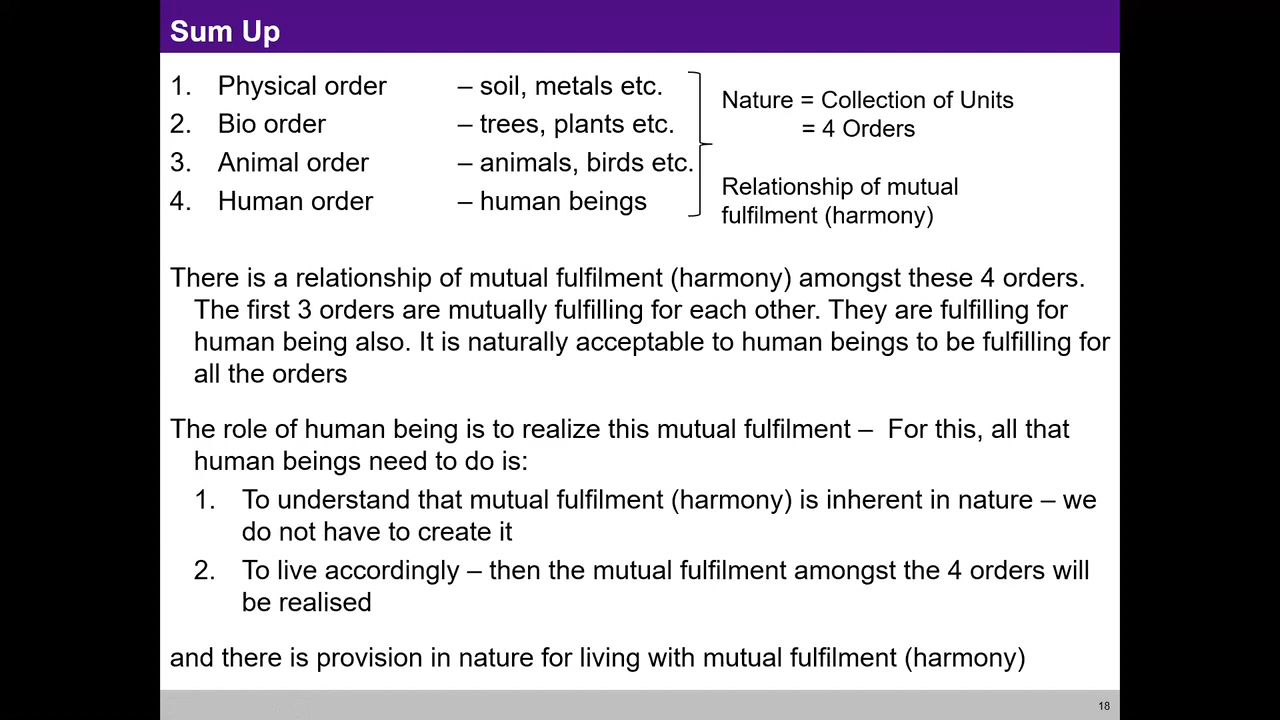 Sum Up
1. Physical order – soil, metals etc.
2. Bio order – trees, plants etc.
3. Animal order – animals, birds etc.
4. Human order – human beings
Nature = Collection of Units
= 4 Orders
Relationship of mutual
fulfilment (harmony)
There is a relationship of mutual fulfilment (harmony) amongst these 4 orders.
The first 3 orders are mutually fulfilling for each other. They are fulfilling for
human being also. It is naturally acceptable to human beings to be fulfilling for
all the orders
The role of human being is to realize this mutual fulfilment – For this, all that
human beings need to do is:
1. To understand that mutual fulfilment (harmony) is inherent in nature – we
do not have to create it
2. To live accordingly – then the mutual fulfilment amongst the 4 orders will
be realised
and there is provision in nature for living with mutual fulfilment (harmony)
18